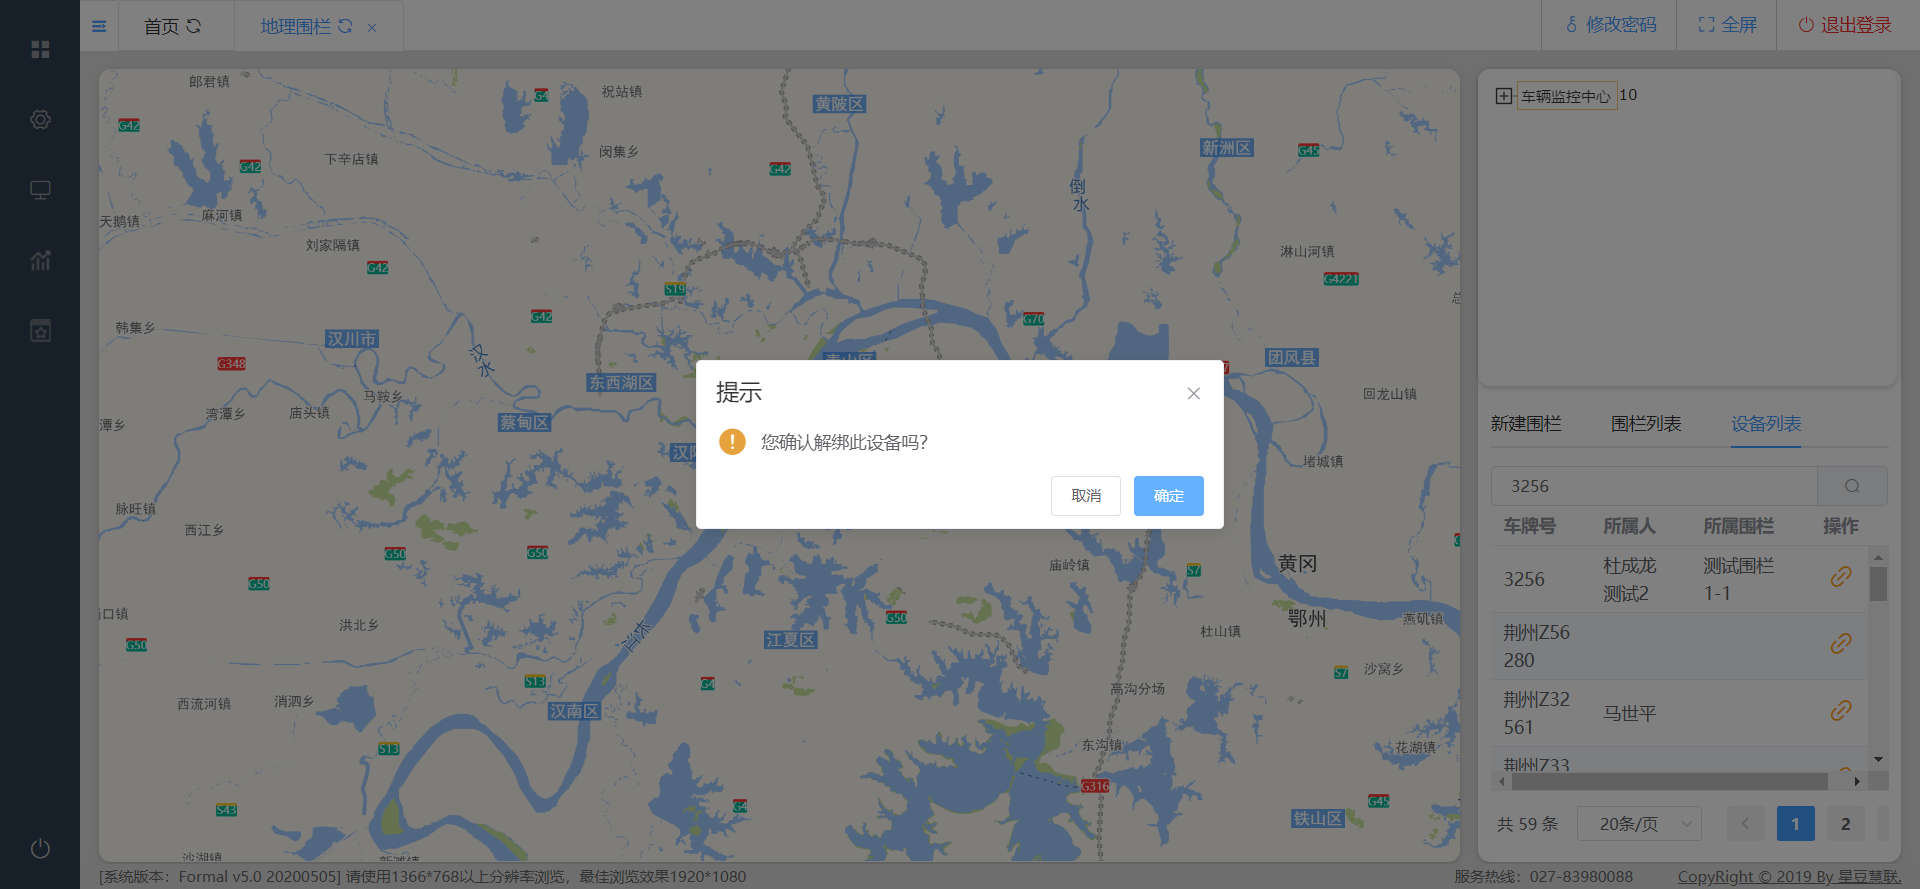 首页
地理围栏
修改密码
全屏
退出登录
郎君镇
祝站镇
黄陂区
G4
G42
下辛店镇
闵集乡
G42
G42
新洲区
G45
倒水
天鹅镇
麻河镇
刘家隔镇
G42
淋山河镇
G4221
S19
G42
G70
韩集乡
汉川市
汉水
G348
东西湖区
团风县
马鞍乡
回龙山镇
湾潭乡
庙头镇
蔡甸区
潭乡
堵城镇
脉旺镇
西江乡
G50
G50
G50
庙岭镇
S7
黄冈
鄂州
燕矶镇
口镇
洪北乡
G50
G50
江夏区
长江
杜山镇
沙窝乡
S7
S13
G4
高沟分场
西流河镇
消泗乡
汉南区
S13
东沟镇
花湖镇
G316
S43
G4
G45
铁山区
沙湖镇
新滩镇
提示
您确认解绑此设备吗?
取消
确定
车辆监控中心 10
新建围栏
围栏列表
设备列表
3256
车牌号 所属人 所属围栏 操作
3256 杜成龙测试2 测试围栏1-1
荆州Z56280
荆州Z32561 马世平
荆州Z33
共 59 条
20条/页
1
2
[系统版本：Formal v5.0 20200505] 请使用1366*768以上分辨率浏览，最佳浏览效果1920*1080
服务热线：027-83980088
CopyRight © 2019 By 星豆慧联.